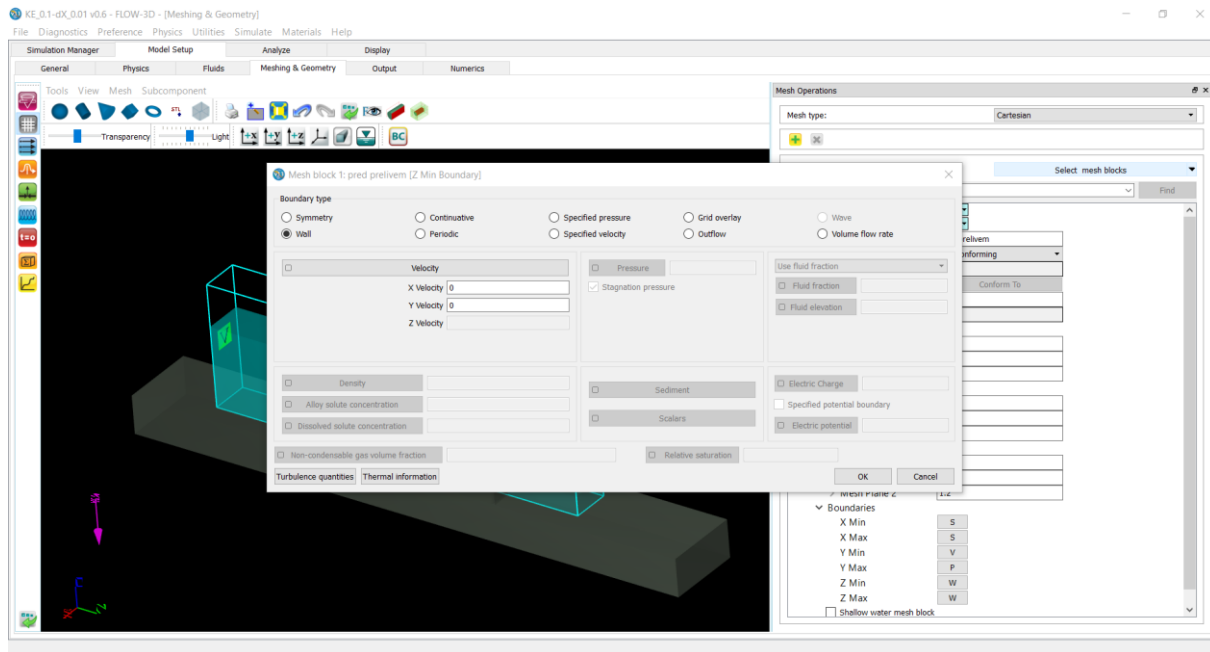 KE_0.1-dX_0.01 v0.6 - FLOW-3D - [Meshing & Geometry]
File Diagnostics Preference Physics Utilities Simulate Materials Help
Simulation Manager Model Setup Analyze Display
General Physics Fluids Meshing & Geometry Output Numerics
Tools View Mesh Subcomponent
STL
Transparency Light +x +y +z BC
t=0
Mesh Operations
Mesh type: Cartesian
Select mesh blocks
Find
relivem
onforming
Conform To
Mesh block 1: pred prelivem [Z Min Boundary]
Boundary type
Symmetry Continuative Specified pressure Grid overlay Wave
Wall Periodic Specified velocity Outflow Volume flow rate
Velocity
X Velocity 0
Y Velocity 0
Z Velocity
Pressure
Stagnation pressure
Use fluid fraction
Fluid fraction
Fluid elevation
Density
Alloy solute concentration
Dissolved solute concentration
Sediment
Scalars
Electric Charge
Specified potential boundary
Electric potential
Non-condensable gas volume fraction Relative saturation
Turbulence quantities Thermal information OK Cancel
V
Mesh Plane 2 1.2
Boundaries
X Min S
X Max S
Y Min V
Y Max P
Z Min W
Z Max W
Shallow water mesh block